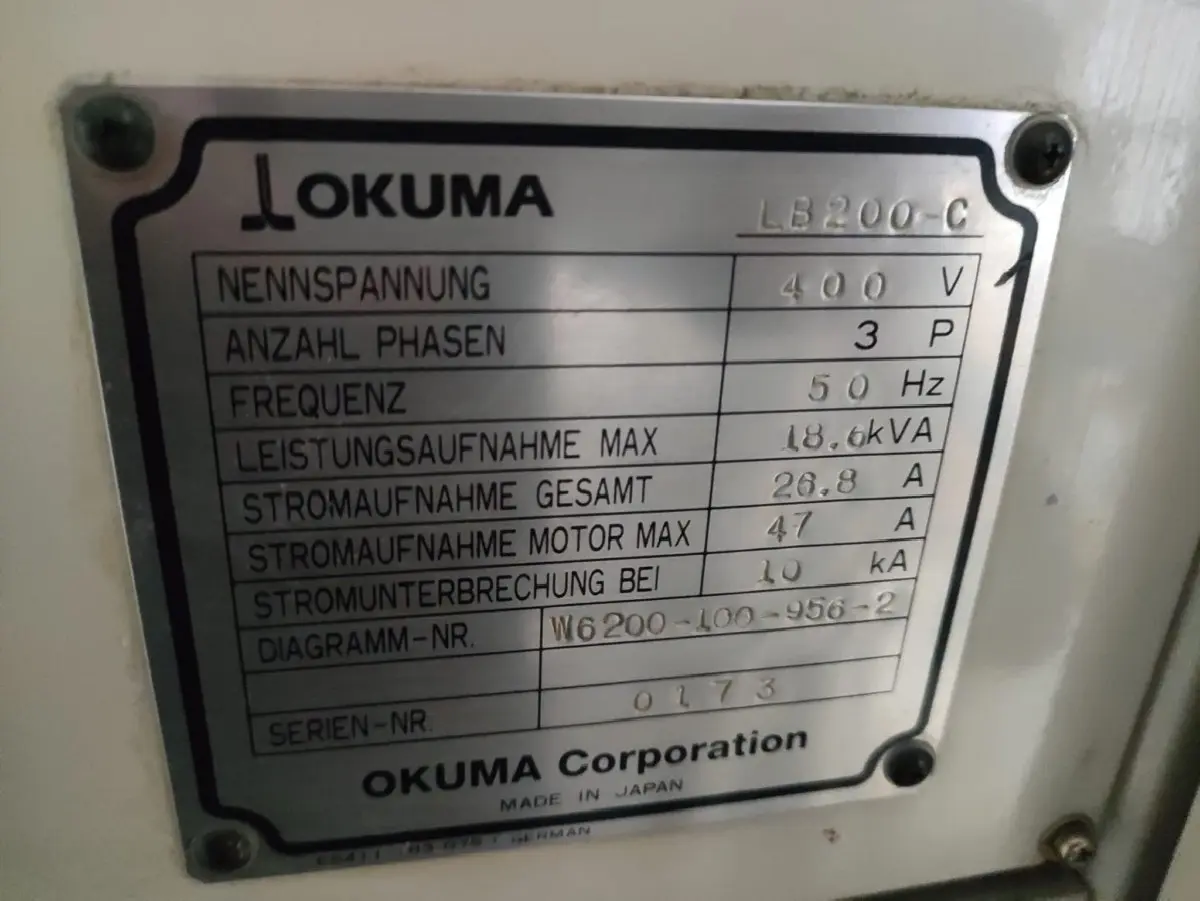 OKUMA
LB200-C
NENNSPANNUNG 400 V
ANZAHL PHASEN 3 P
FREQUENZ 50 Hz
LEISTUNGSAUFNAHME MAX 18.6kVA
STROMAUFNAHME GESAMT 26.8 A
STROMAUFNAHME MOTOR MAX 47 A
STROMUNTERBRECHUNG BEI 10 kA
DIAGRAMM-NR. W6200-100-956-2
SERIEN-NR. 0173
OKUMA Corporation
MADE IN JAPAN
GERMAN